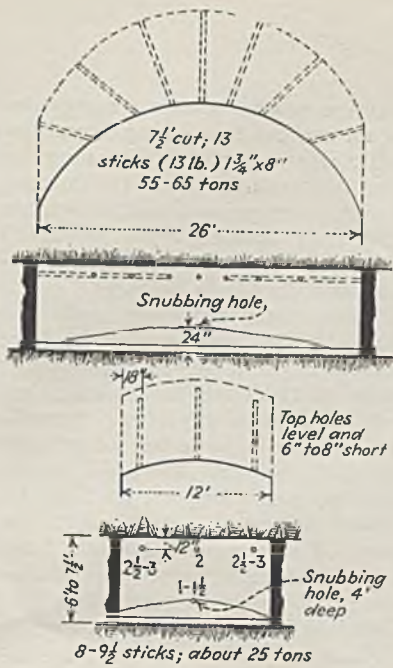 7½' cut; 13
sticks (13 lb.) 1¾"x8"
55-65 tons
26'
Snubbing hole,
24"
18"
Top holes
level and
6" to 8" short
12'
6' to 7½'
12"
2½-3
2
2½-3
1-1½
Snubbing
hole, 4'
deep
8-9½ sticks; about 25 tons